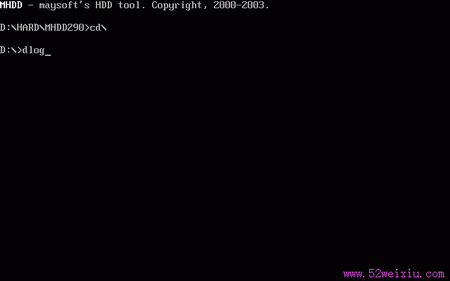 MHDD - maysoft's HDD tool. Copyright, 2000-2003.
D:\HARD\MHDD290>cd\
D:\>dlog_
www.52weixiu.com